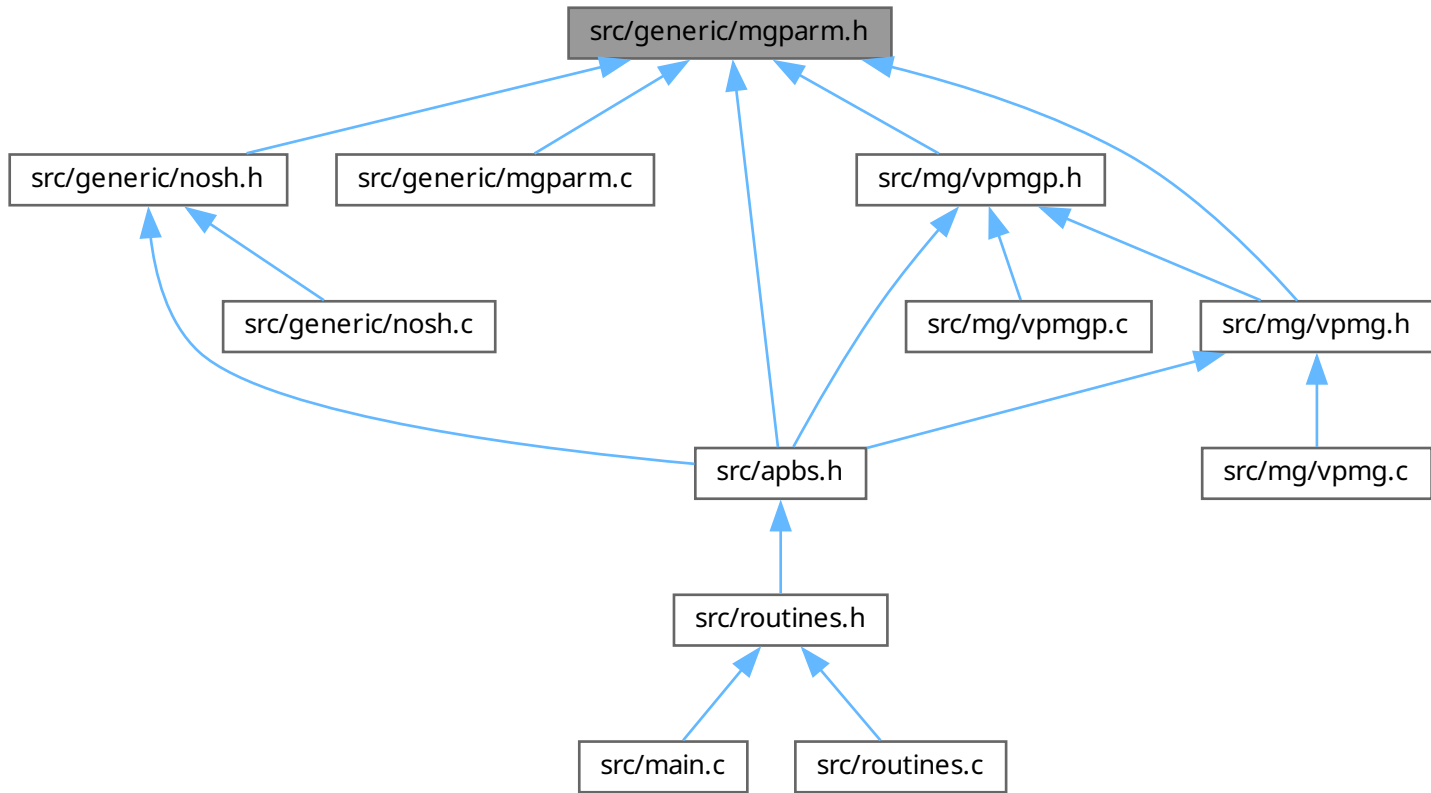 src/generic/mgparm.h
src/generic/nosh.h
src/generic/mgparm.c
src/mg/vpmgp.h
src/generic/nosh.c
src/mg/vpmgp.c
src/mg/vpmg.h
src/apbs.h
src/mg/vpmg.c
src/routines.h
src/main.c
src/routines.c